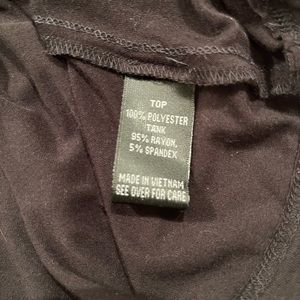 TOP
100% POLYESTER
TANK
95% RAYON,
5% SPANDEX
MADE IN VIETNAM
SEE OVER FOR CARE